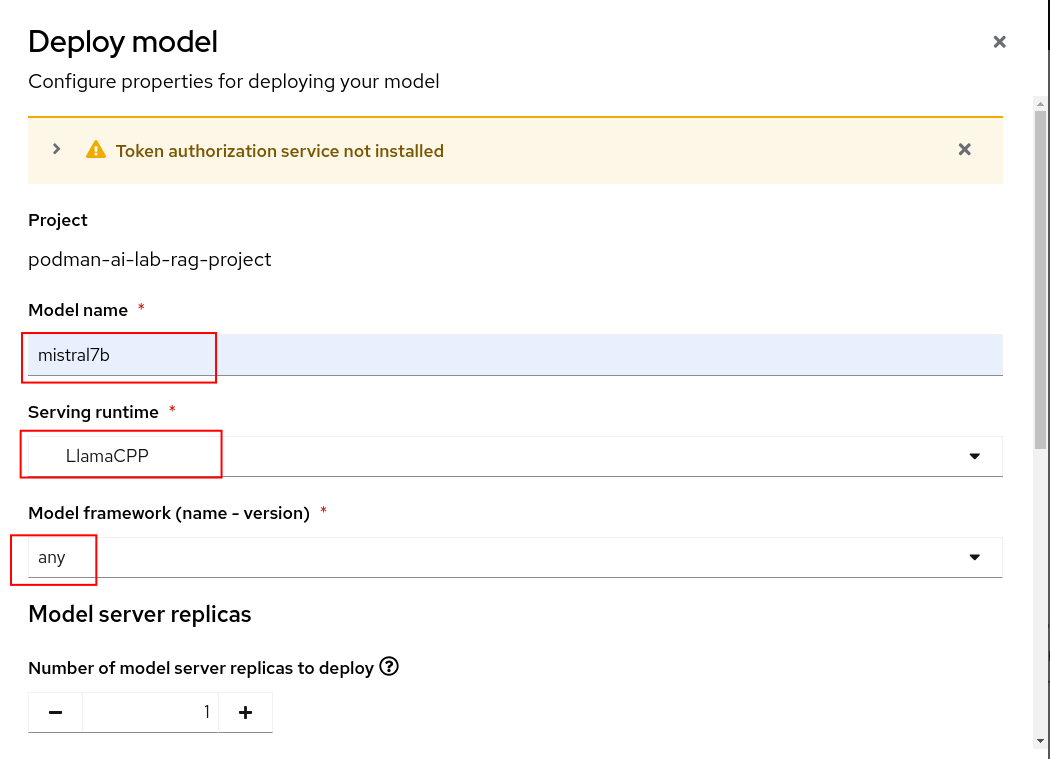 Deploy model
Configure properties for deploying your model
Token authorization service not installed
Project
podman-ai-lab-rag-project
Model name *
mistral7b
Serving runtime *
LlamaCPP
Model framework (name - version) *
any
Model server replicas
Number of model server replicas to deploy
1